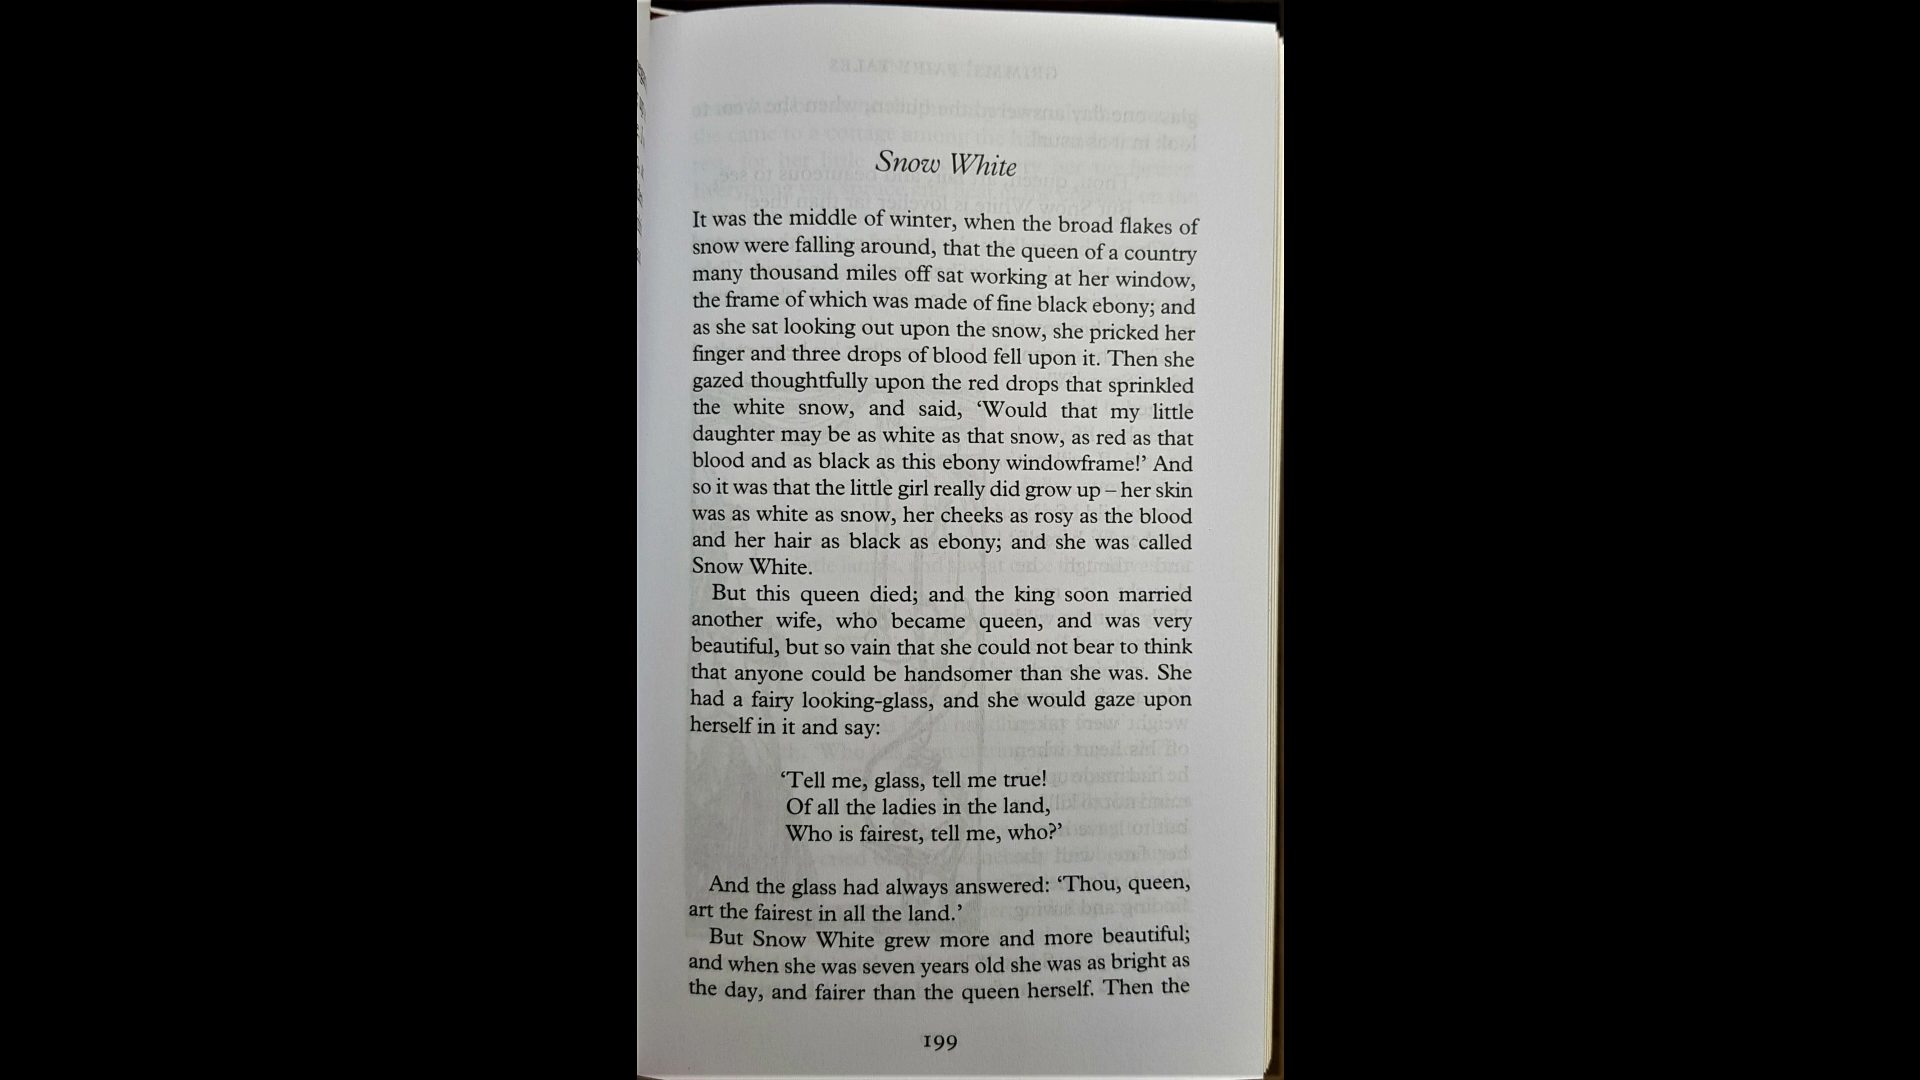 Snow White
It was the middle of winter, when the broad flakes of
snow were falling around, that the queen of a country
many thousand miles off sat working at her window,
the frame of which was made of fine black ebony; and
as she sat looking out upon the snow, she pricked her
finger and three drops of blood fell upon it. Then she
gazed thoughtfully upon the red drops that sprinkled
the white snow, and said, ‘Would that my little
daughter may be as white as that snow, as red as that
blood and as black as this ebony windowframe!’ And
so it was that the little girl really did grow up – her skin
was as white as snow, her cheeks as rosy as the blood
and her hair as black as ebony; and she was called
Snow White.
But this queen died; and the king soon married
another wife, who became queen, and was very
beautiful, but so vain that she could not bear to think
that anyone could be handsomer than she was. She
had a fairy looking-glass, and she would gaze upon
herself in it and say:
‘Tell me, glass, tell me true!
Of all the ladies in the land,
Who is fairest, tell me, who?’
And the glass had always answered: ‘Thou, queen,
art the fairest in all the land.’
But Snow White grew more and more beautiful;
and when she was seven years old she was as bright as
the day, and fairer than the queen herself. Then the
199